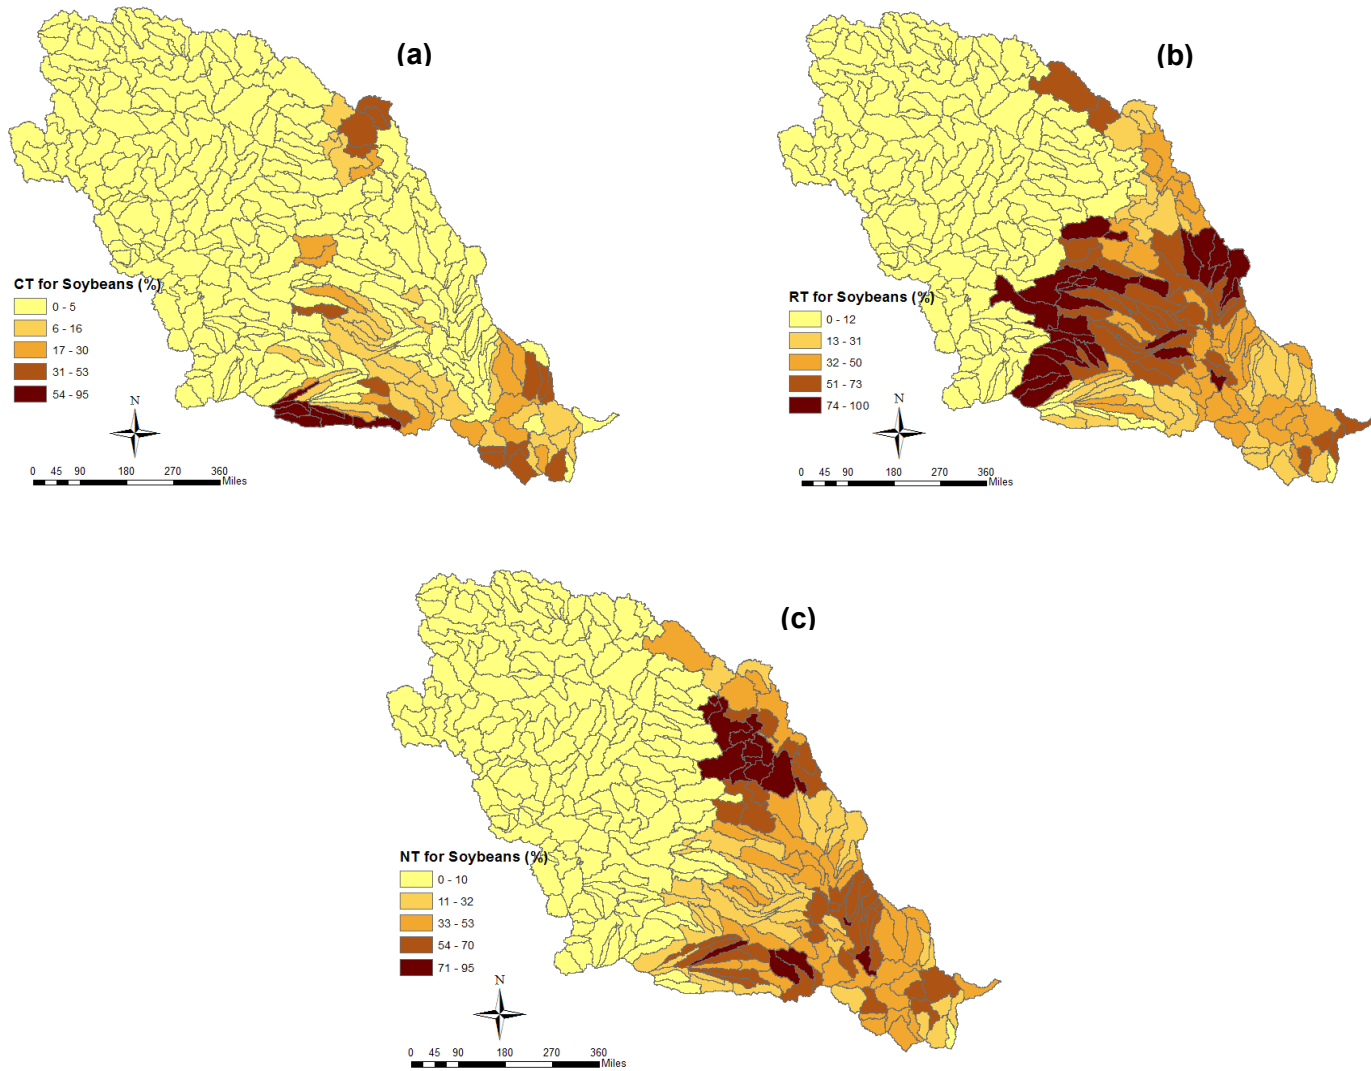 (a)
CT for Soybeans (%)
0 - 5
6 - 16
17 - 30
31 - 53
54 - 95
N
0 45 90 180 270 360
Miles
(b)
RT for Soybeans (%)
0 - 12
13 - 31
32 - 50
51 - 73
74 - 100
N
0 45 90 180 270 360
Miles
(c)
NT for Soybeans (%)
0 - 10
11 - 32
33 - 53
54 - 70
71 - 95
N
0 45 90 180 270 360
Miles